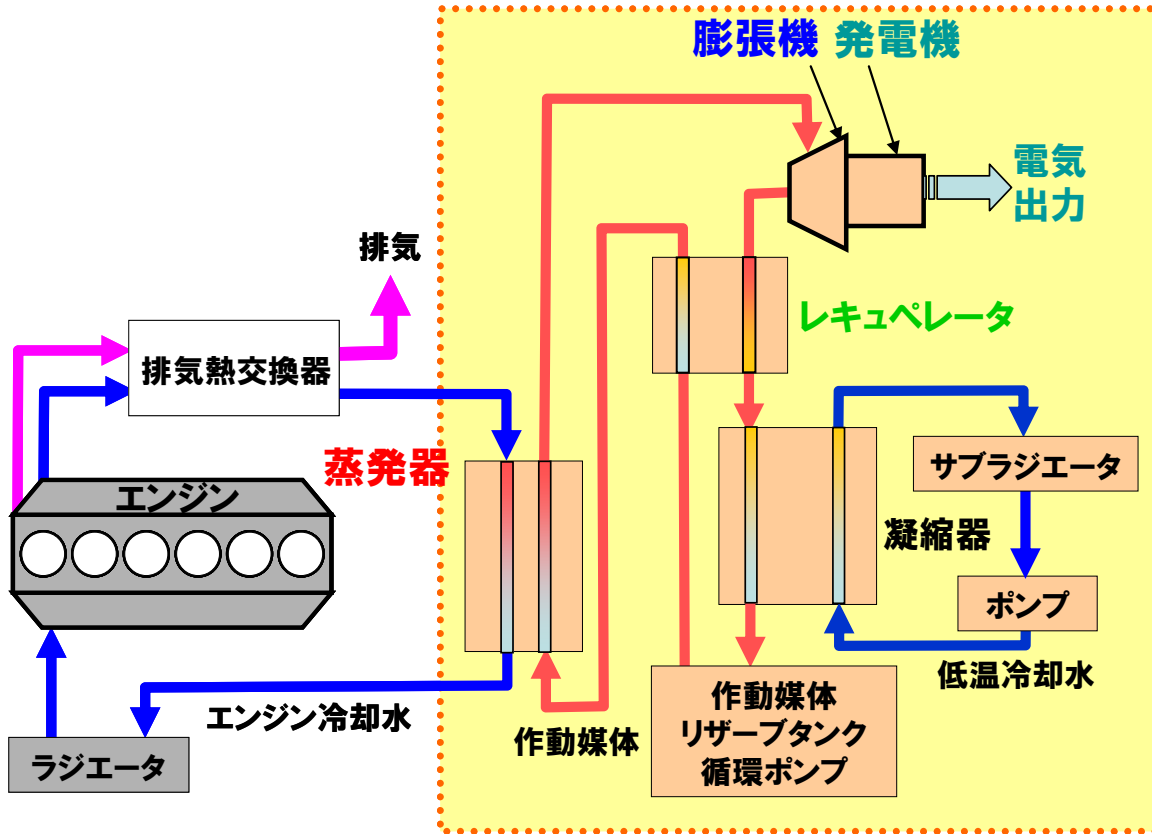 膨張機 発電機
電気
出力
排気
レキュペレータ
排気熱交換器
蒸発器
サブラジエータ
エンジン
凝縮器
ポンプ
低温冷却水
作動媒体
リザーブタンク
循環ポンプ
エンジン冷却水
作動媒体
ラジエータ